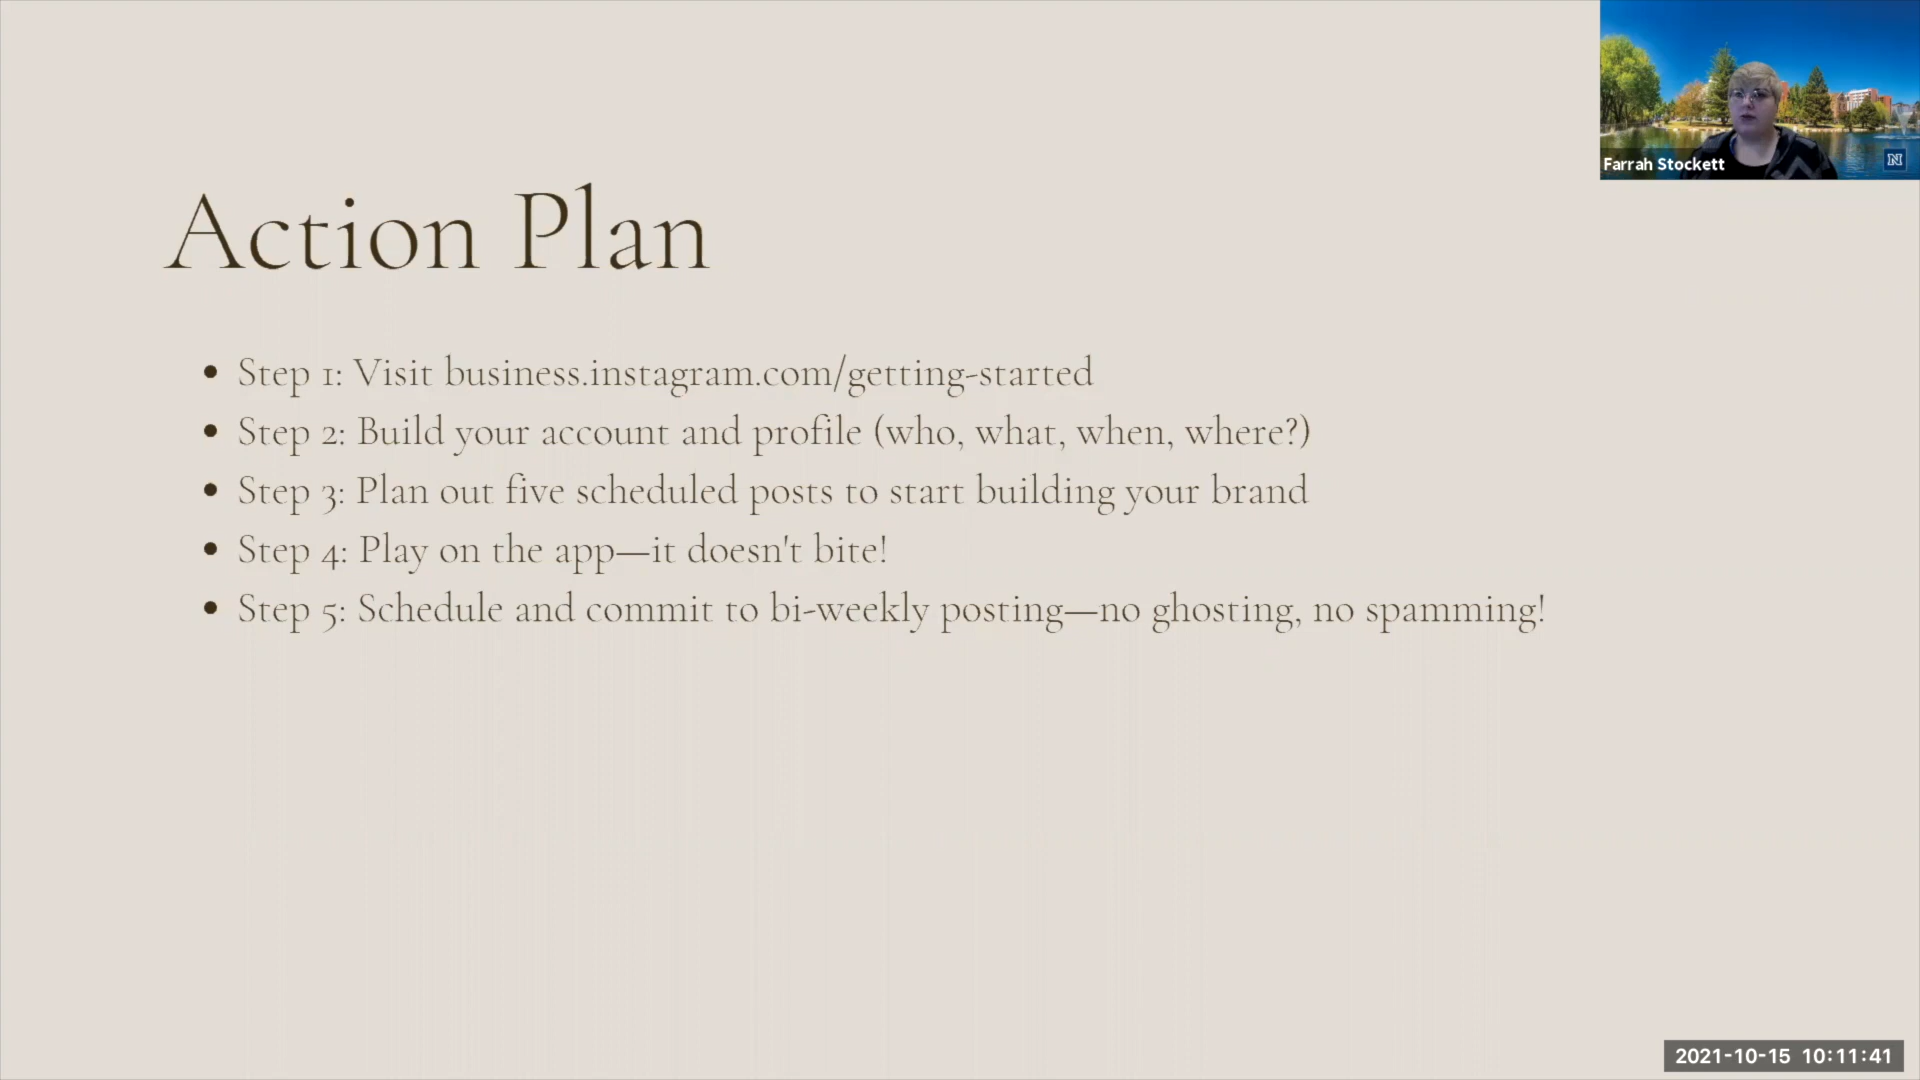 Farrah Stockett
N
Action Plan
• Step 1: Visit business.instagram.com/getting-started
• Step 2: Build your account and profile (who, what, when, where?)
• Step 3: Plan out five scheduled posts to start building your brand
• Step 4: Play on the app—it doesn't bite!
• Step 5: Schedule and commit to bi-weekly posting—no ghosting, no spamming!
2021-10-15 10:11:41